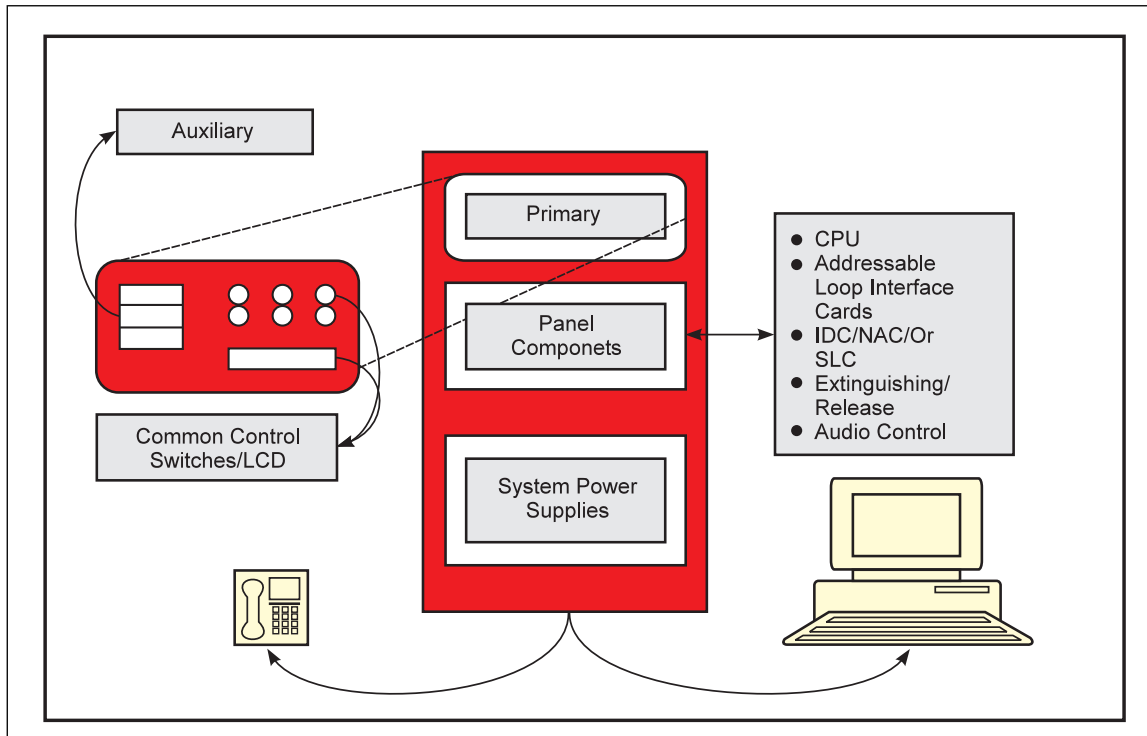 Auxiliary
Primary
Panel
Componets
Common Control
Switches/LCD
System Power
Supplies
● CPU
● Addressable
Loop Interface
Cards
● IDC/NAC/Or
SLC
● Extinguishing/
Release
● Audio Control